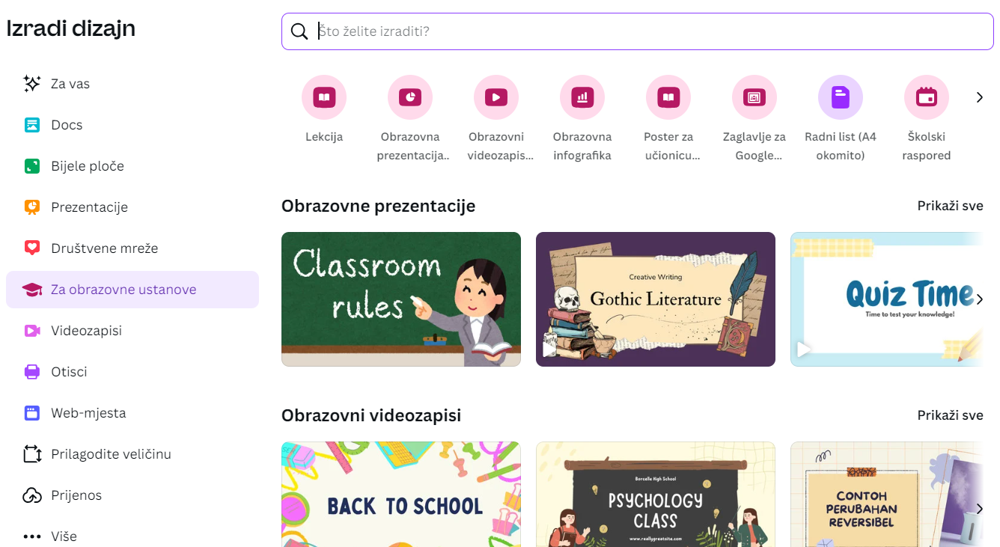 Izradi dizajn
Što želite izraditi?
Za vas
Docs
Bijele ploče
Prezentacije
Društvene mreže
Za obrazovne ustanove
Videozapisi
Otisci
Web-mjesta
Prilagodite veličinu
Prijenos
Više
Lekcija
Obrazovna
prezentacija..
Obrazovni
videozapis...
Obrazovna
infografika
Poster za
učionicu...
Zaglavlje za
Google...
Radni list (A4
okomito)
Školski
raspored
Obrazovne prezentacije
Prikaži sve
Classroom
rules
Creative Writing
Gothic Literature
Quiz Time
Time to test your knowledge!
Obrazovni videozapisi
Prikaži sve
BACK TO SCHOOL
Borcelle High School
PSYCHOLOGY
CLASS
www.reallygreatsite.com
CONTOH
PERUBAHAN
REVERSIBEL